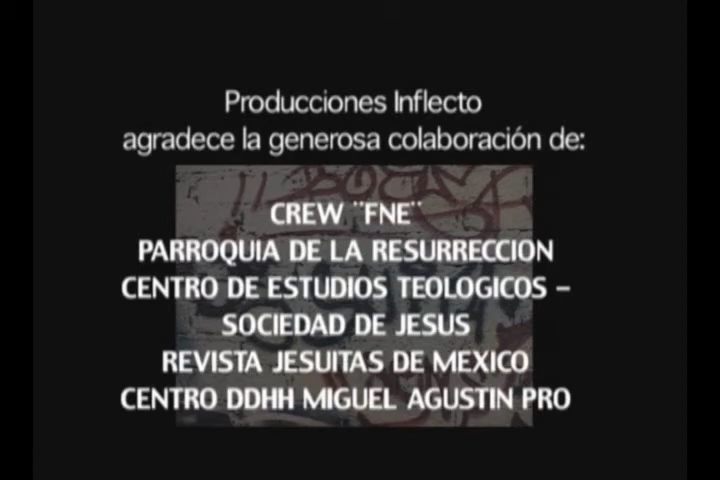 Producciones Inflecto
agradece la generosa colaboración de:
CREW ¨FNE¨
PARROQUIA DE LA RESURRECCION
CENTRO DE ESTUDIOS TEOLOGICOS –
SOCIEDAD DE JESUS
REVISTA JESUITAS DE MEXICO
CENTRO DDHH MIGUEL AGUSTIN PRO